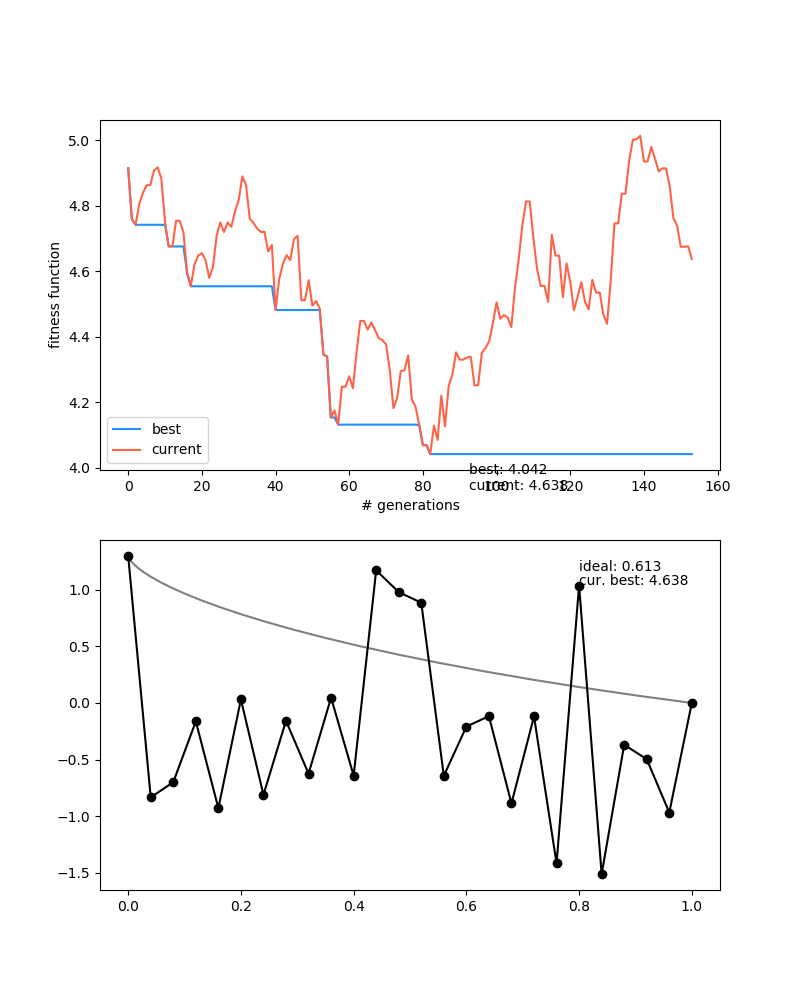 5.0
4.8
4.6
4.4
4.2
4.0
fitness function
best
current
best: 4.042
current: 4.638
0 20 40 60 80 100 120 140 160
# generations
ideal: 0.613
cur. best: 4.638
1.0
0.5
0.0
−0.5
−1.0
−1.5
0.0 0.2 0.4 0.6 0.8 1.0